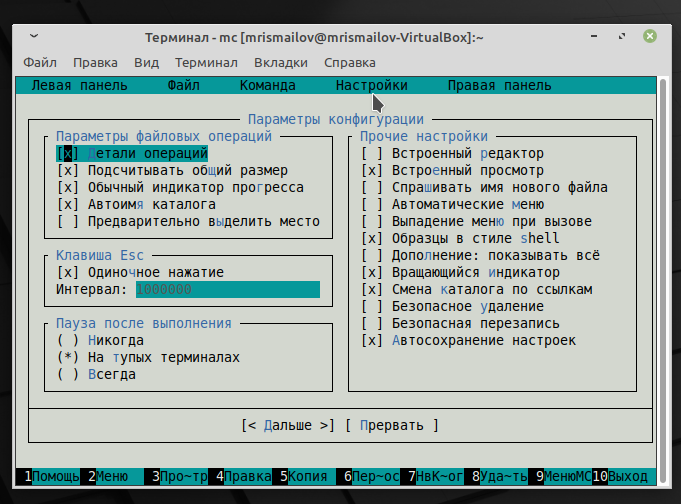 Терминал - mc [mrismailov@mrismailov-VirtualBox]:~
Файл Правка Вид Терминал Вкладки Справка
Левая панель Файл Команда Настройки Правая панель
Параметры конфигурации
Параметры файловых операций
[x] Детали операций
[x] Подсчитывать общий размер
[x] Обычный индикатор прогресса
[x] Автоимя каталога
[ ] Предварительно выделить место
Клавиша Esc
[x] Одиночное нажатие
Интервал: 1000000
Пауза после выполнения
( ) Никогда
(*) На тупых терминалах
( ) Всегда
Прочие настройки
[ ] Встроенный редактор
[x] Встроенный просмотр
[ ] Спрашивать имя нового файла
[ ] Автоматические меню
[ ] Выпадение меню при вызове
[x] Образцы в стиле shell
[ ] Дополнение: показывать всё
[x] Вращающийся индикатор
[x] Смена каталога по ссылкам
[ ] Безопасное удаление
[ ] Безопасная перезапись
[x] Автосохранение настроек
[< Дальше >] [ Прервать ]
1Помощь 2Меню 3Про~тр 4Правка 5Копия 6Пер~ос 7НвК~ог 8Уда~ть 9МенюMC 10Выход